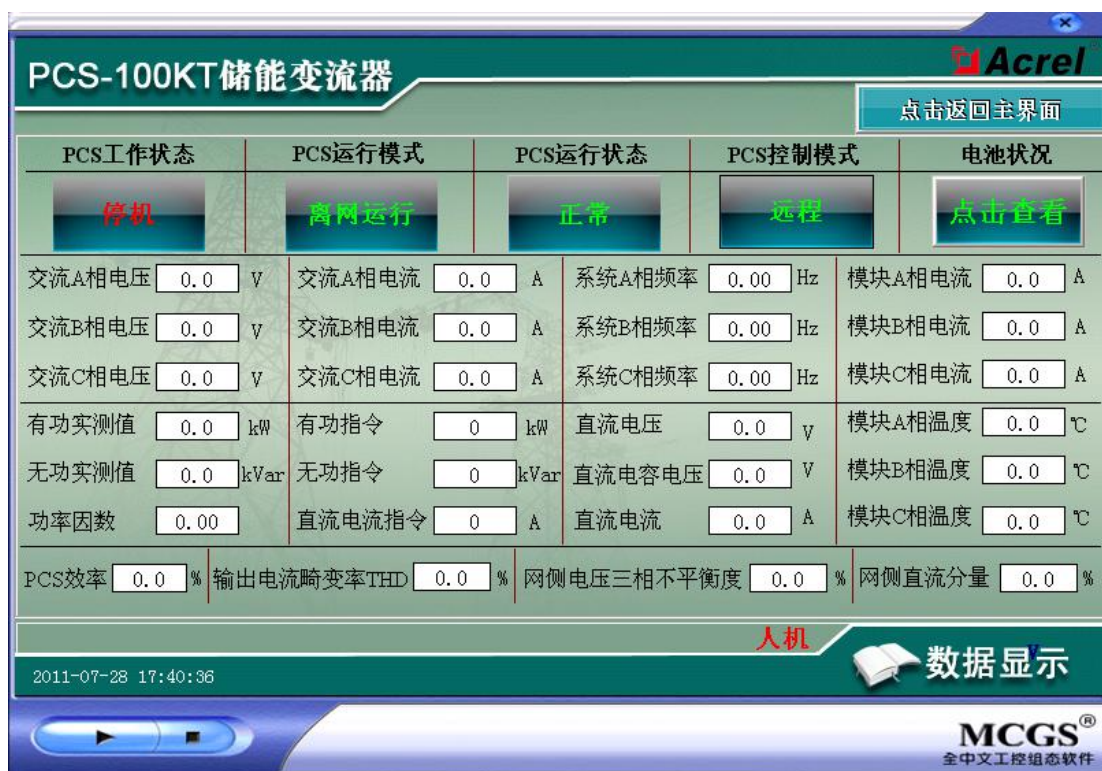 Acrel
PCS-100KT储能变流器
点击返回主界面
PCS工作状态 PCS运行模式 PCS运行状态 PCS控制模式 电池状况
停机 离网运行 正常 远程 点击查看
交流A相电压 0.0 V 交流A相电流 0.0 A 系统A相频率 0.00 Hz 模块A相电流 0.0 A
交流B相电压 0.0 V 交流B相电流 0.0 A 系统B相频率 0.00 Hz 模块B相电流 0.0 A
交流C相电压 0.0 V 交流C相电流 0.0 A 系统C相频率 0.00 Hz 模块C相电流 0.0 A
有功实测值 0.0 kW 有功指令 0 kW 直流电压 0.0 V 模块A相温度 0.0 ℃
无功实测值 0.0 kVar 无功指令 0 kVar 直流电容电压 0.0 V 模块B相温度 0.0 ℃
功率因数 0.00 直流电流指令 0 A 直流电流 0.0 A 模块C相温度 0.0 ℃
PCS效率 0.0 % 输出电流畸变率THD 0.0 % 网侧电压三相不平衡度 0.0 % 网侧直流分量 0.0 %
人机
数据显示
2011-07-28 17:40:36
MCGS®
全中文工控组态软件